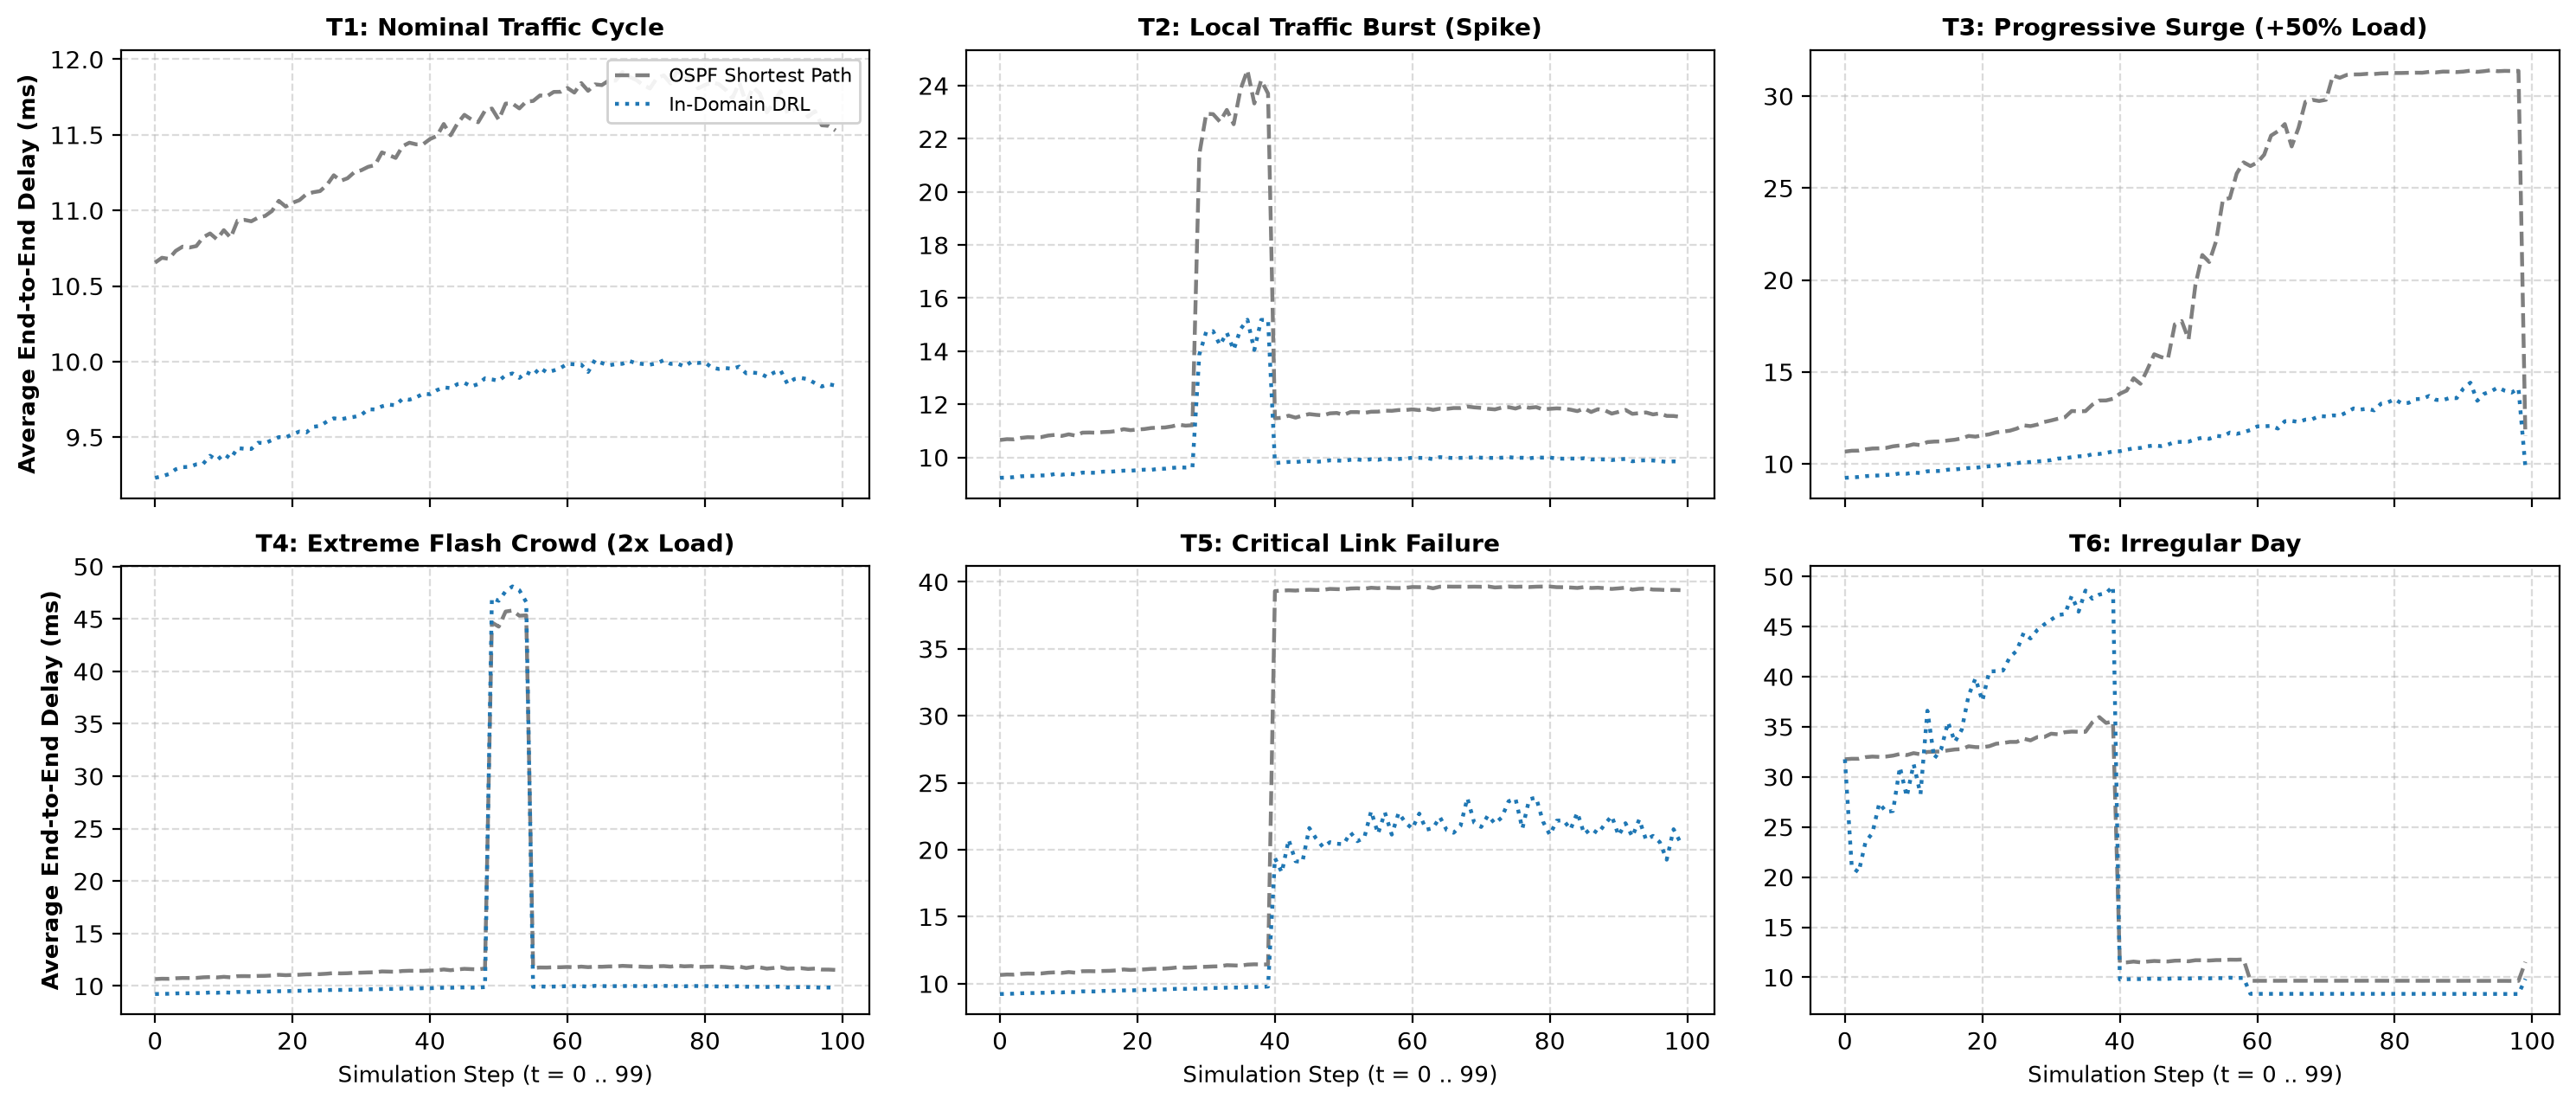 T1: Nominal Traffic Cycle
T2: Local Traffic Burst (Spike)
T3: Progressive Surge (+50% Load)
Average End-to-End Delay (ms)
12.0
11.5
11.0
10.5
10.0
9.5
OSPF Shortest Path
In-Domain DRL
24
22
20
18
16
14
12
10
30
25
20
15
10
T4: Extreme Flash Crowd (2x Load)
T5: Critical Link Failure
T6: Irregular Day
Average End-to-End Delay (ms)
50
45
40
35
30
25
20
15
10
0 20 40 60 80 100
Simulation Step (t = 0 .. 99)
40
35
30
25
20
15
10
0 20 40 60 80 100
Simulation Step (t = 0 .. 99)
50
45
40
35
30
25
20
15
10
0 20 40 60 80 100
Simulation Step (t = 0 .. 99)